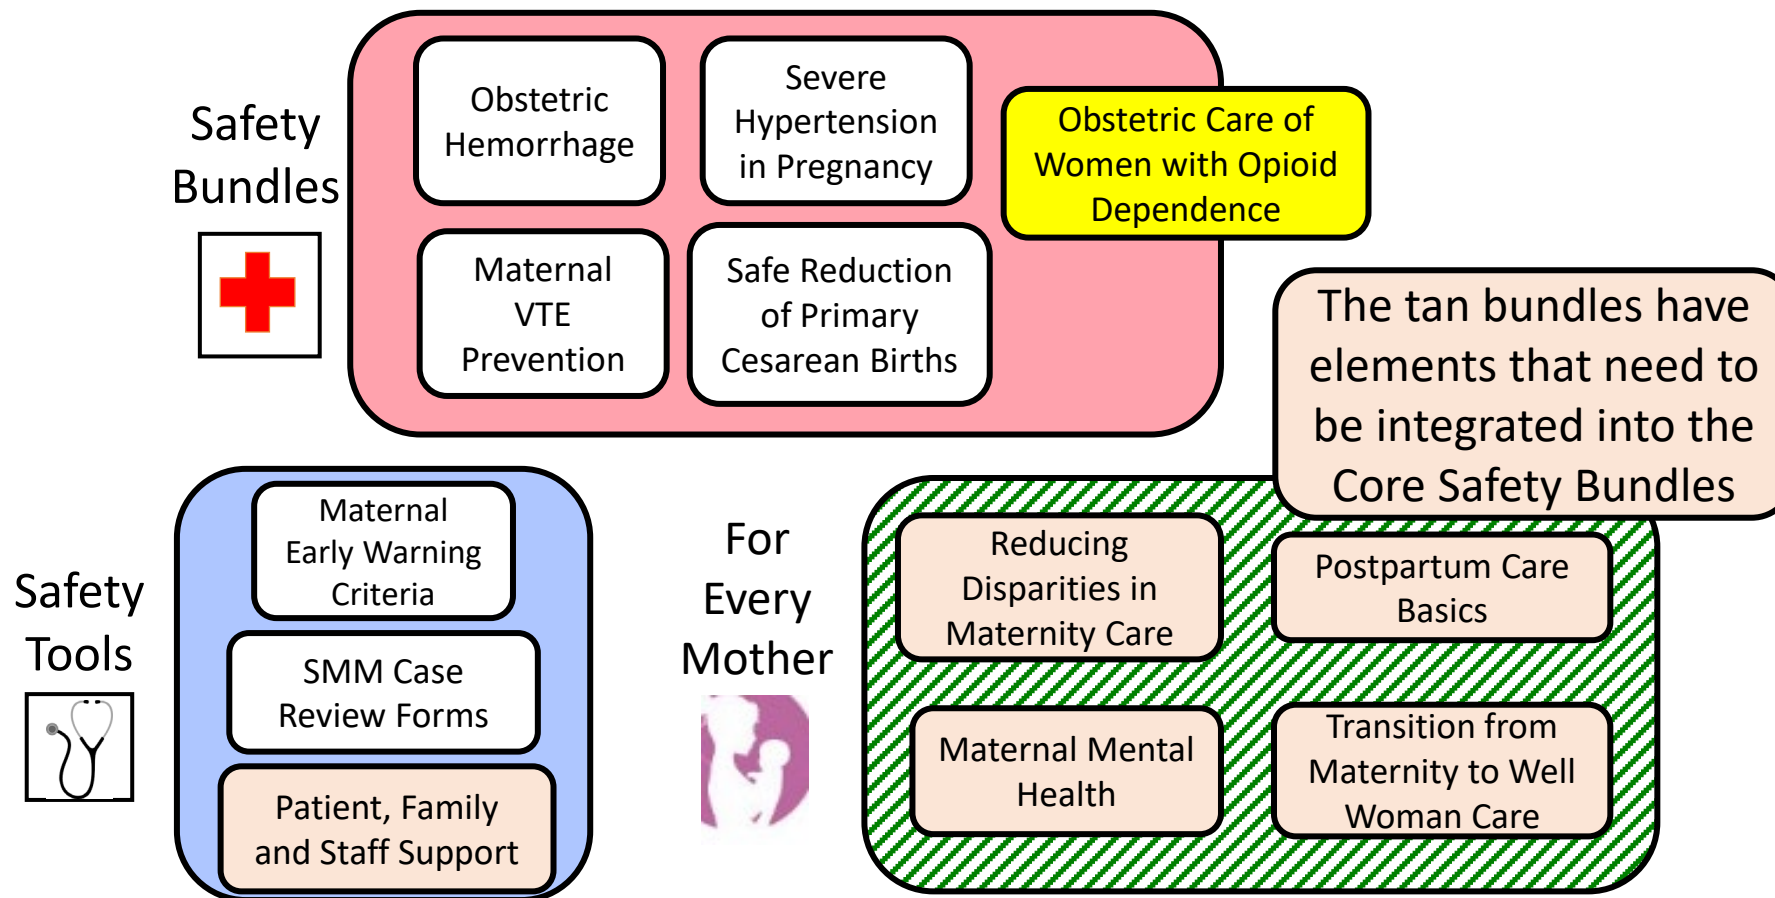 Safety
Bundles
Obstetric
Hemorrhage
Severe
Hypertension
in Pregnancy
Obstetric Care of
Women with Opioid
Dependence
Maternal
VTE
Prevention
Safe Reduction
of Primary
Cesarean Births
The tan bundles have
elements that need to
be integrated into the
Core Safety Bundles
Safety
Tools
Maternal
Early Warning
Criteria
SMM Case
Review Forms
Patient, Family
and Staff Support
For
Every
Mother
Reducing
Disparities in
Maternity Care
Postpartum Care
Basics
Maternal Mental
Health
Transition from
Maternity to Well
Woman Care